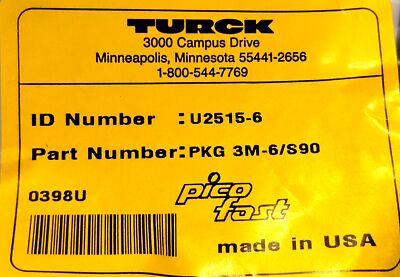 TURCK
3000 Campus Drive
Minneapolis, Minnesota 55441-2656
1-800-544-7769
ID Number : U2515-6
Part Number: PKG 3M-6/S90
0398U
pico fast
made in USA